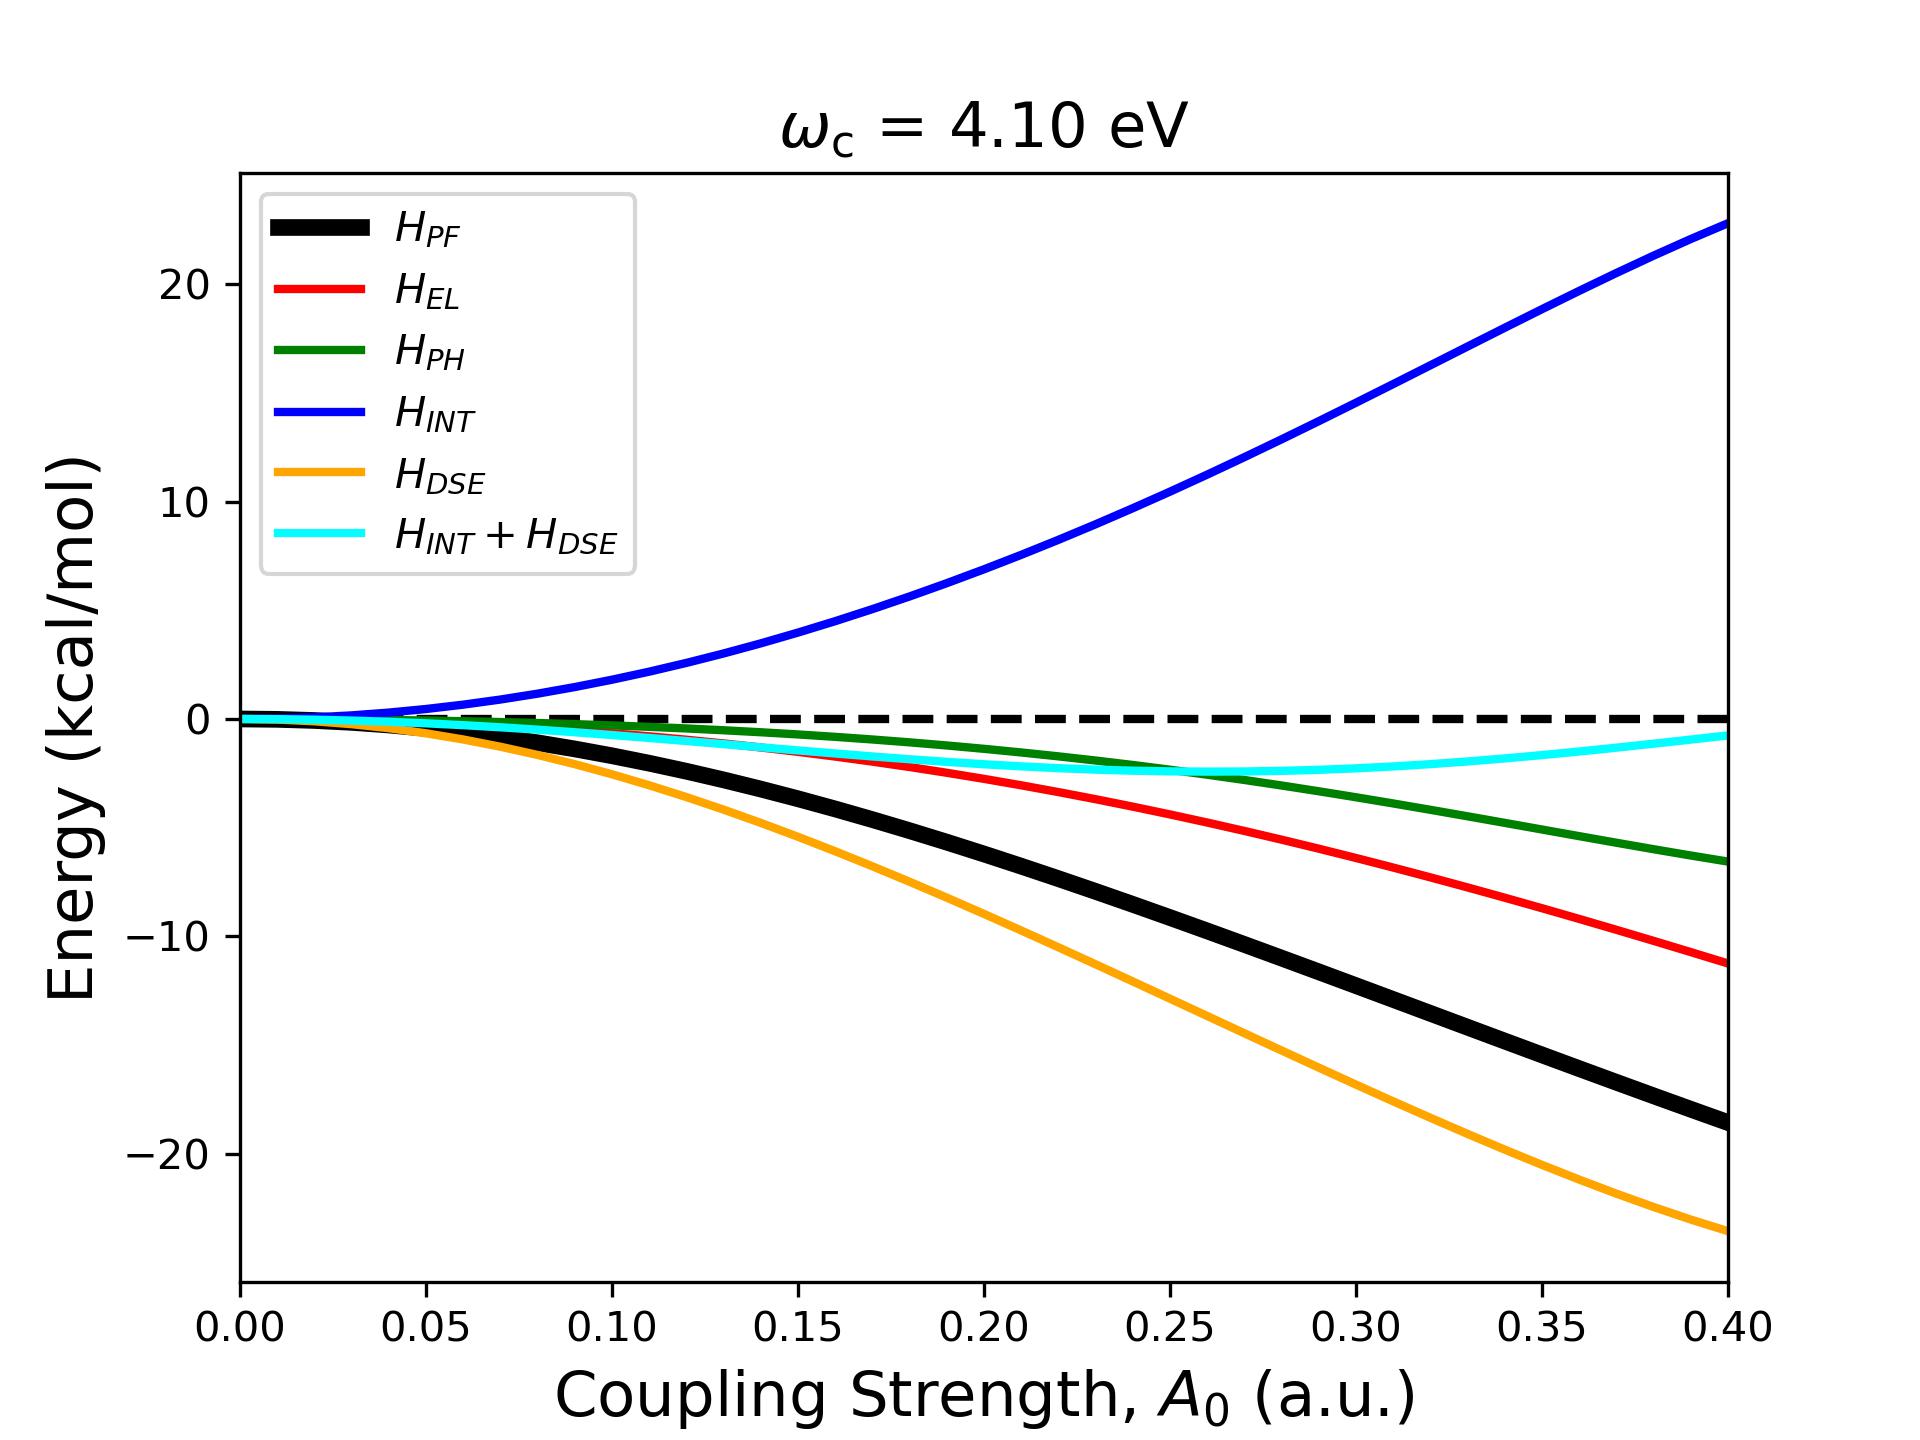 ω_c = 4.10 eV
H_PF
H_EL
H_PH
H_INT
H_DSE
H_INT + H_DSE
Energy (kcal/mol)
20
10
0
−10
−20
0.00 0.05 0.10 0.15 0.20 0.25 0.30 0.35 0.40
Coupling Strength, A_0 (a.u.)